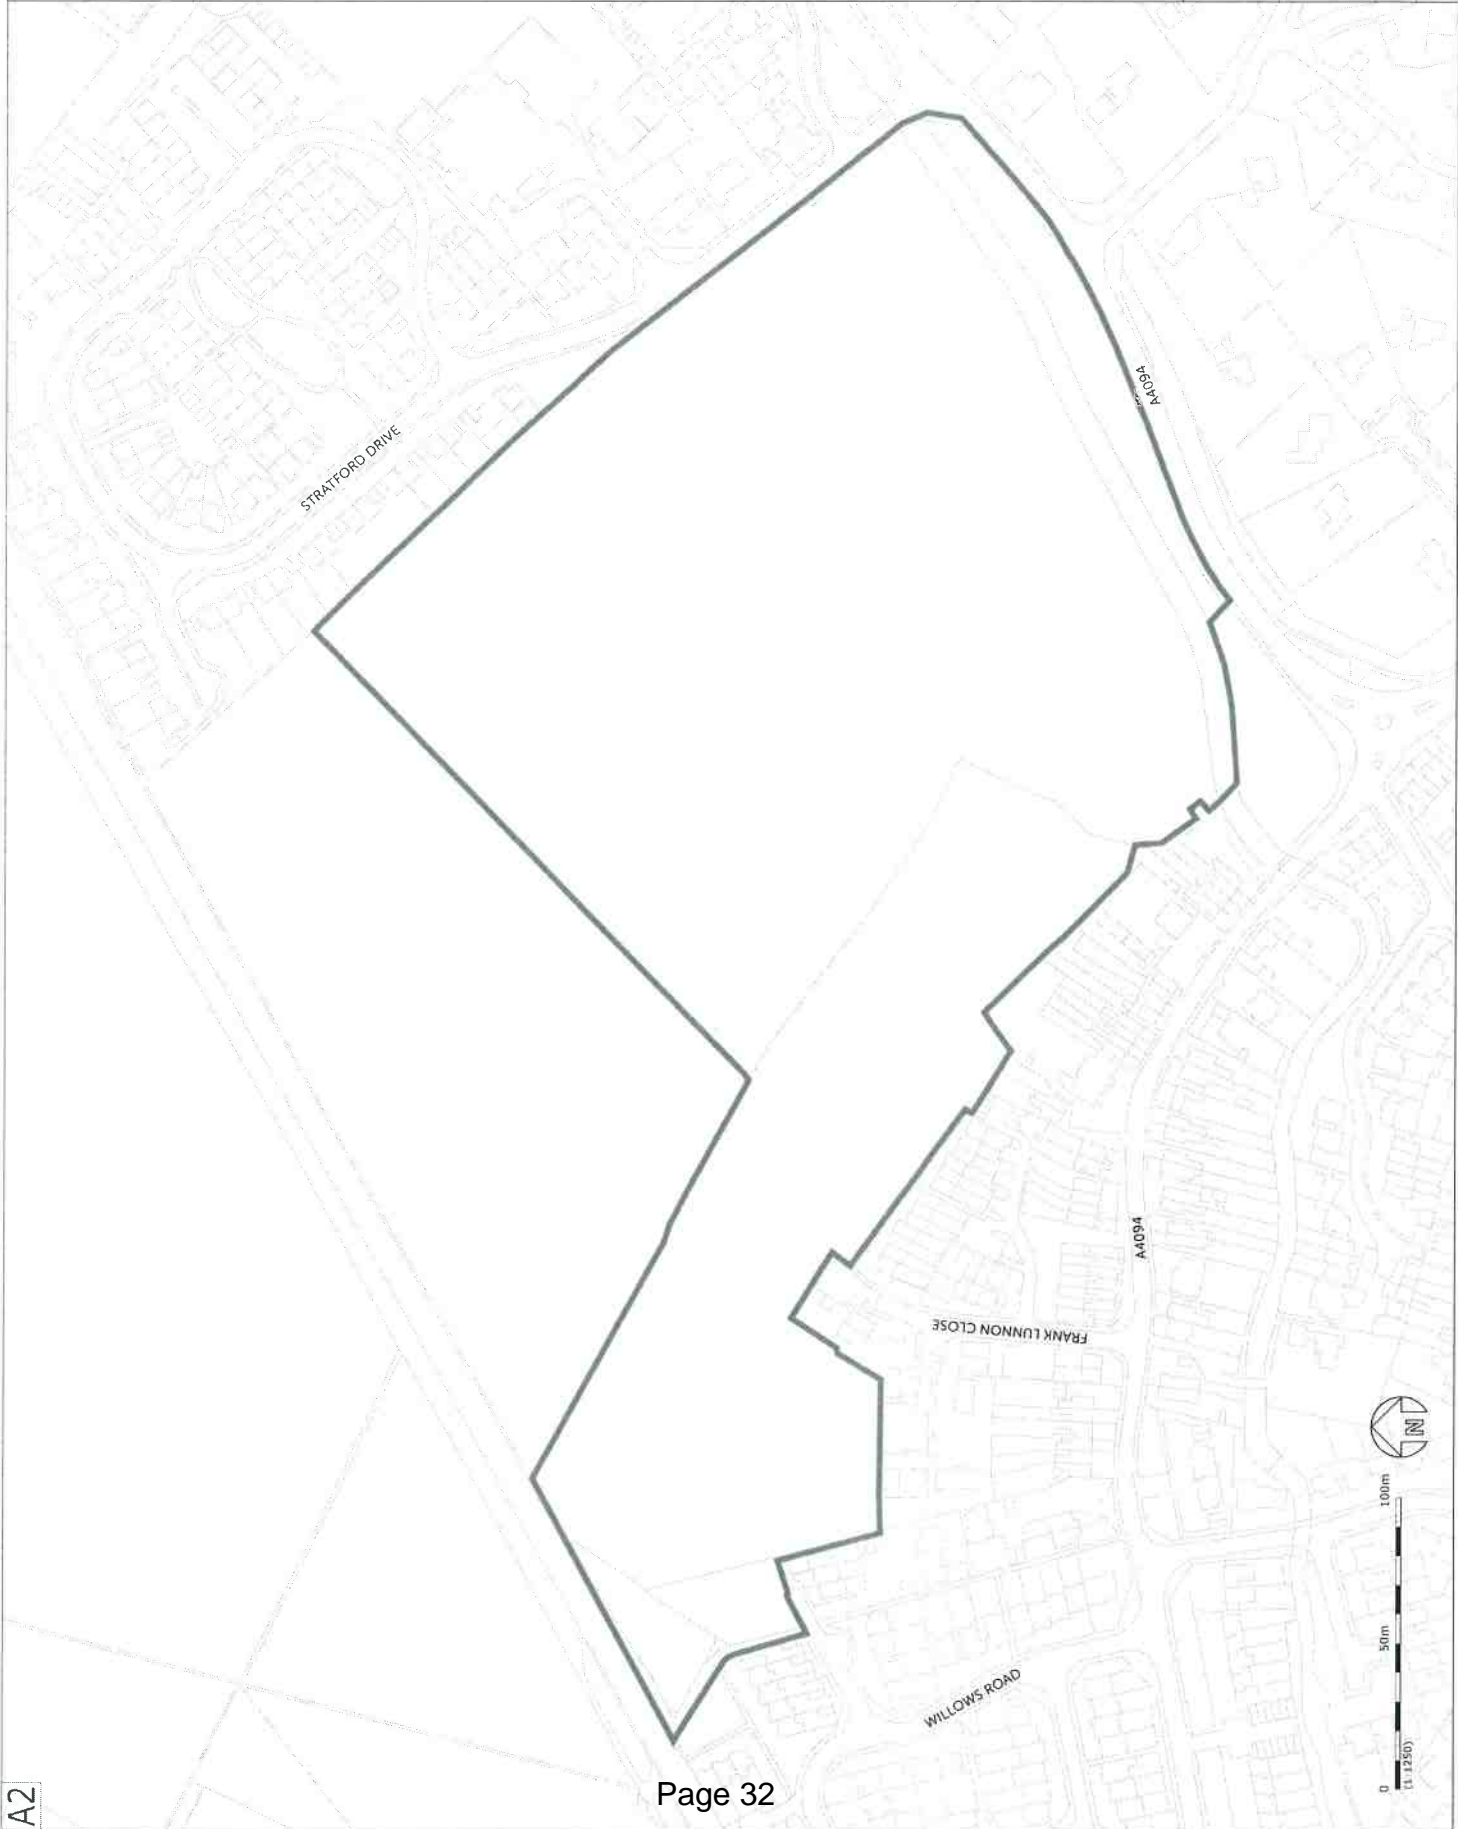 STRATFORD DRIVE
A4094
A4094
FRANK LUNNON CLOSE
WILLOWS ROAD
N
0 50m 100m
(1:1250)
A2
Page 32